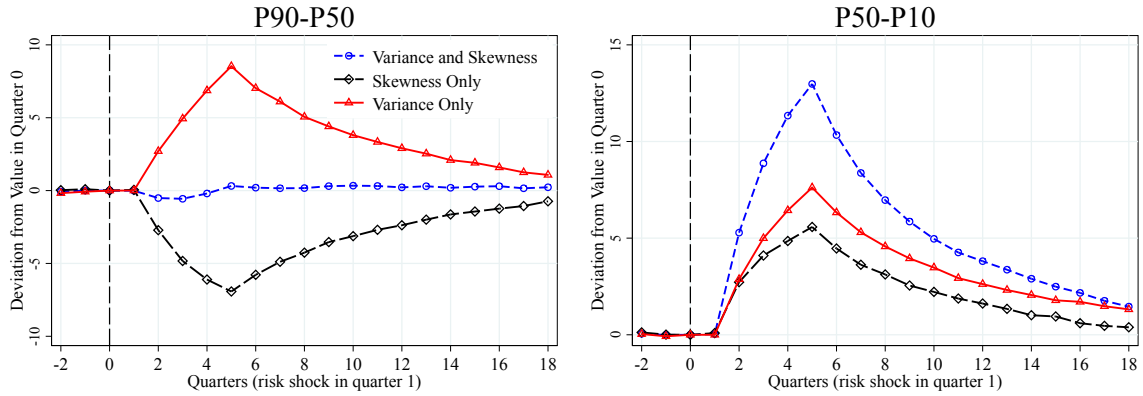 P90-P50
Deviation from Value in Quarter 0
10
5
0
-5
-10
Variance and Skewness
Skewness Only
Variance Only
-2 0 2 4 6 8 10 12 14 16 18
Quarters (risk shock in quarter 1)
P50-P10
Deviation from Value in Quarter 0
15
10
5
0
-2 0 2 4 6 8 10 12 14 16 18
Quarters (risk shock in quarter 1)